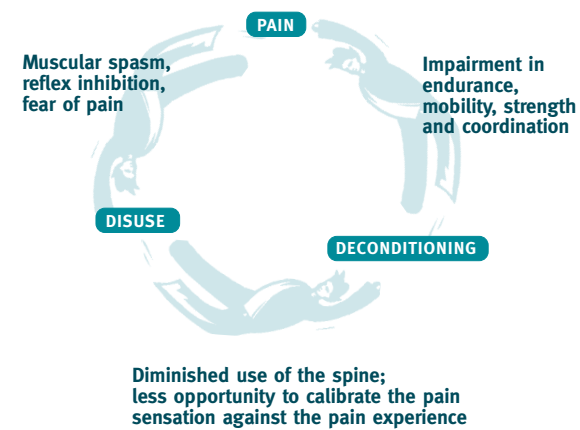 PAIN
Muscular spasm,
reflex inhibition,
fear of pain
Impairment in
endurance,
mobility, strength
and coordination
DISUSE
DECONDITIONING
Diminished use of the spine;
less opportunity to calibrate the pain
sensation against the pain experience